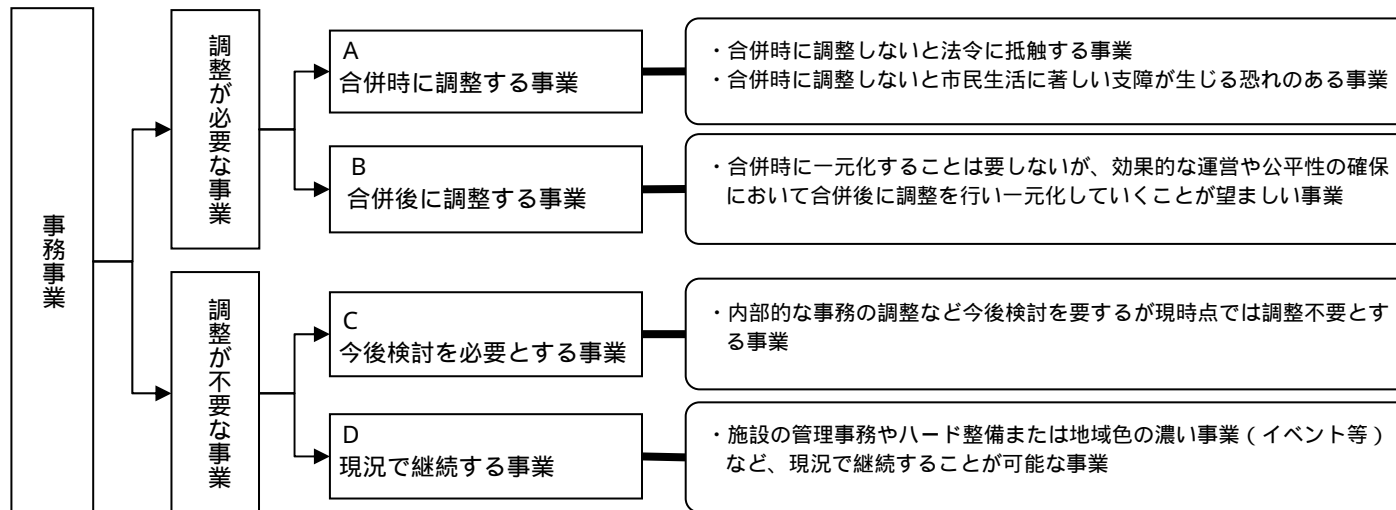 事務事業
調整が必要な事業
A
合併時に調整する事業
・合併時に調整しないと法令に抵触する事業
・合併時に調整しないと市民生活に著しい支障が生じる恐れのある事業
B
合併後に調整する事業
・合併時に一元化することは要しないが、効果的な運営や公平性の確保
において合併後に調整を行い一元化していくことが望ましい事業
調整が不要な事業
C
今後検討を必要とする事業
・内部的な事務の調整など今後検討を要するが現時点では調整不要とす
る事業
D
現況で継続する事業
・施設の管理事務やハード整備または地域色の濃い事業(イベント等)
など、現況で継続することが可能な事業